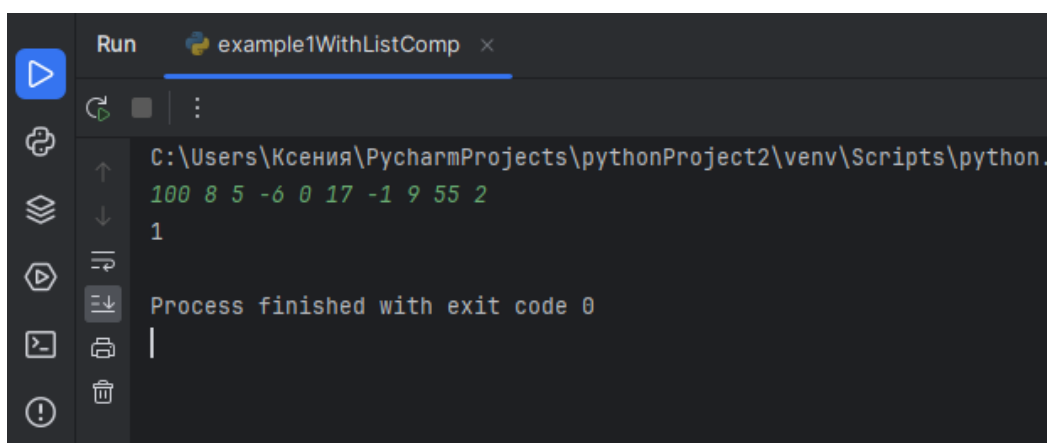 Run example1WithListComp
C:\Users\Ксения\PycharmProjects\pythonProject2\venv\Scripts\python.
100 8 5 -6 0 17 -1 9 55 2
1
Process finished with exit code 0